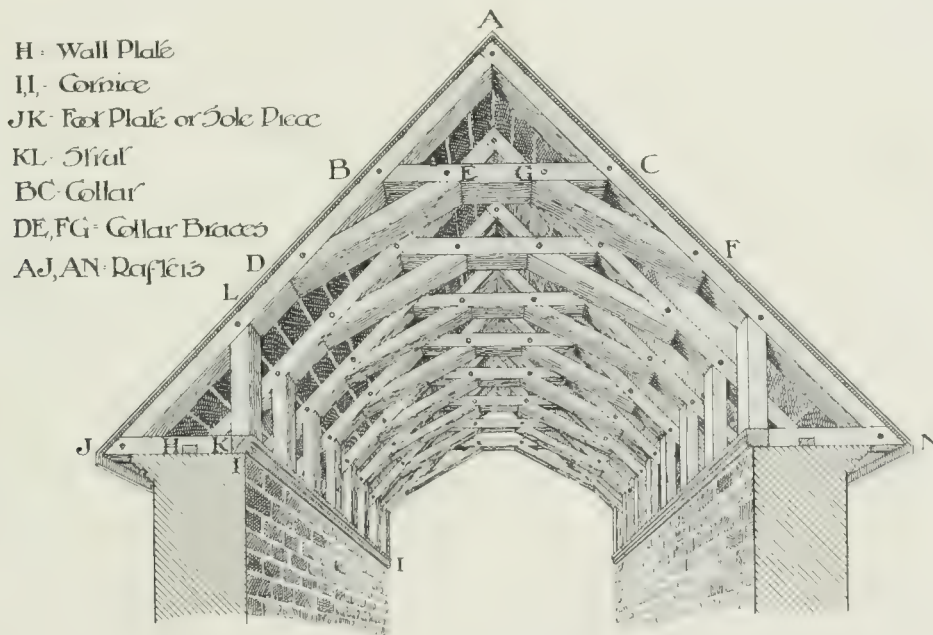 A
H: Wall Plate
I,I,- Cornice
JK- Foot Plate or Sole Piece
KL- Strut
BC- Collar
DE, FG= Collar Braces
AJ, AN: Rafters
B
C
E G
D
F
L
J H K N
I
I